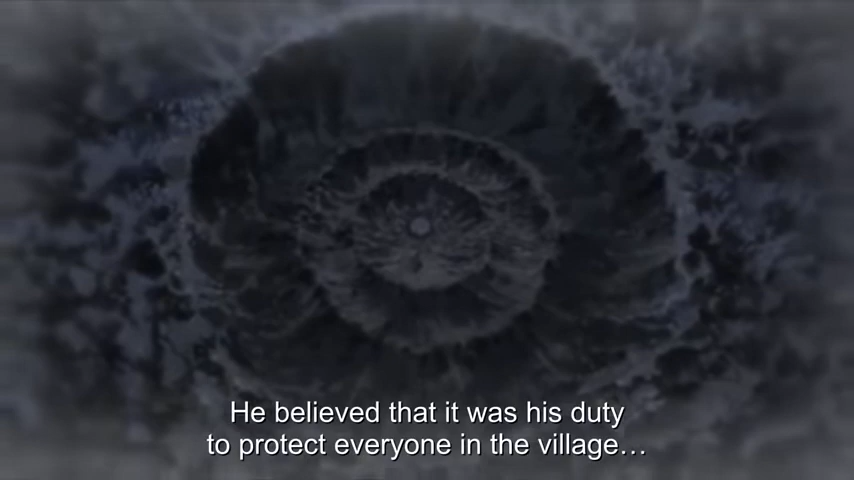 He believed that it was his duty
to protect everyone in the village…